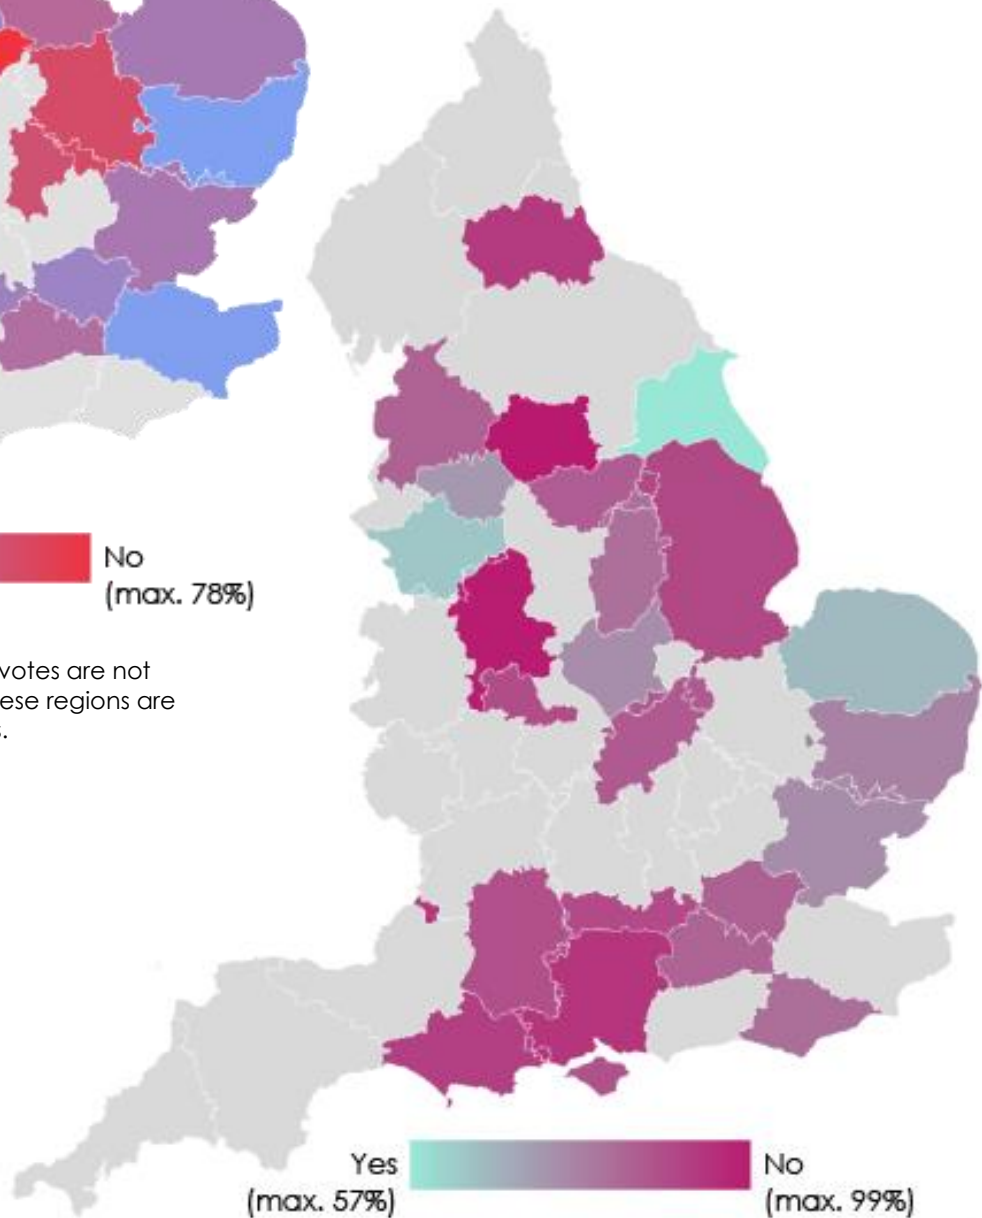 No
(max. 78%)
votes are not
ese regions are
Yes
(max. 57%)
No
(max. 99%)